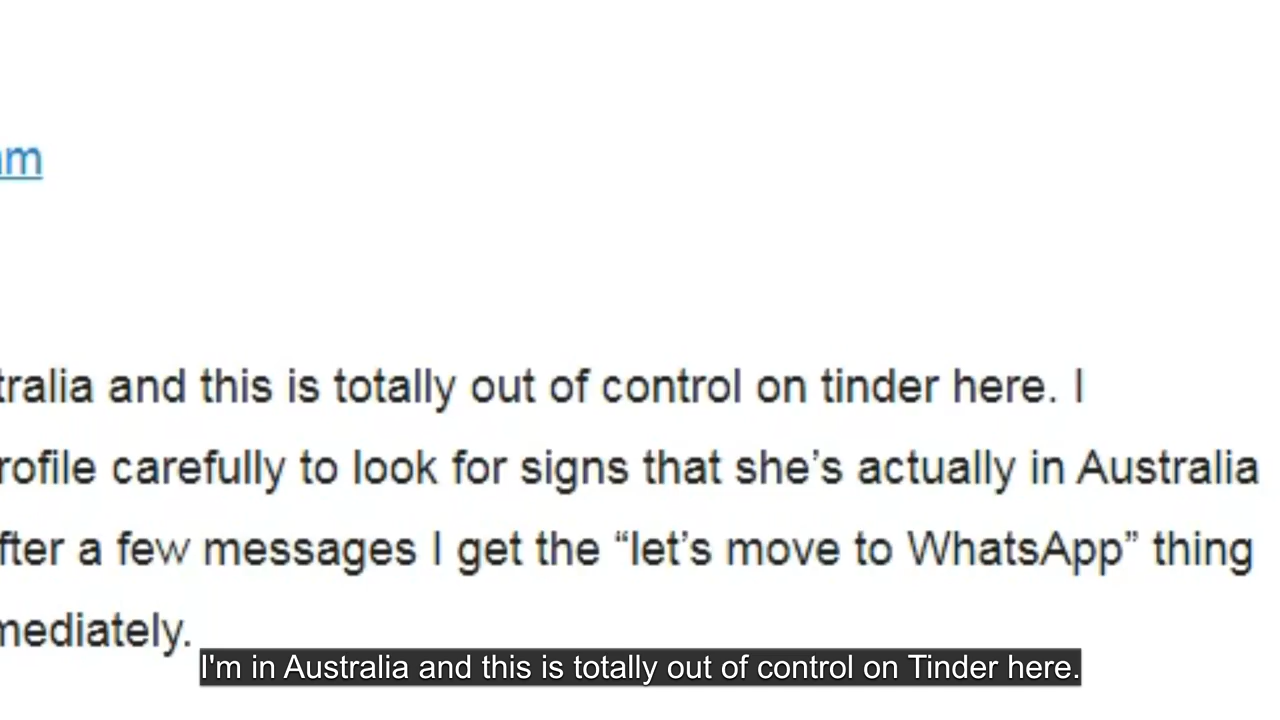 tralia and this is totally out of control on tinder here. I
rofile carefully to look for signs that she’s actually in Australia
fter a few messages I get the “let’s move to WhatsApp” thing
mediately.
I'm in Australia and this is totally out of control on Tinder here.